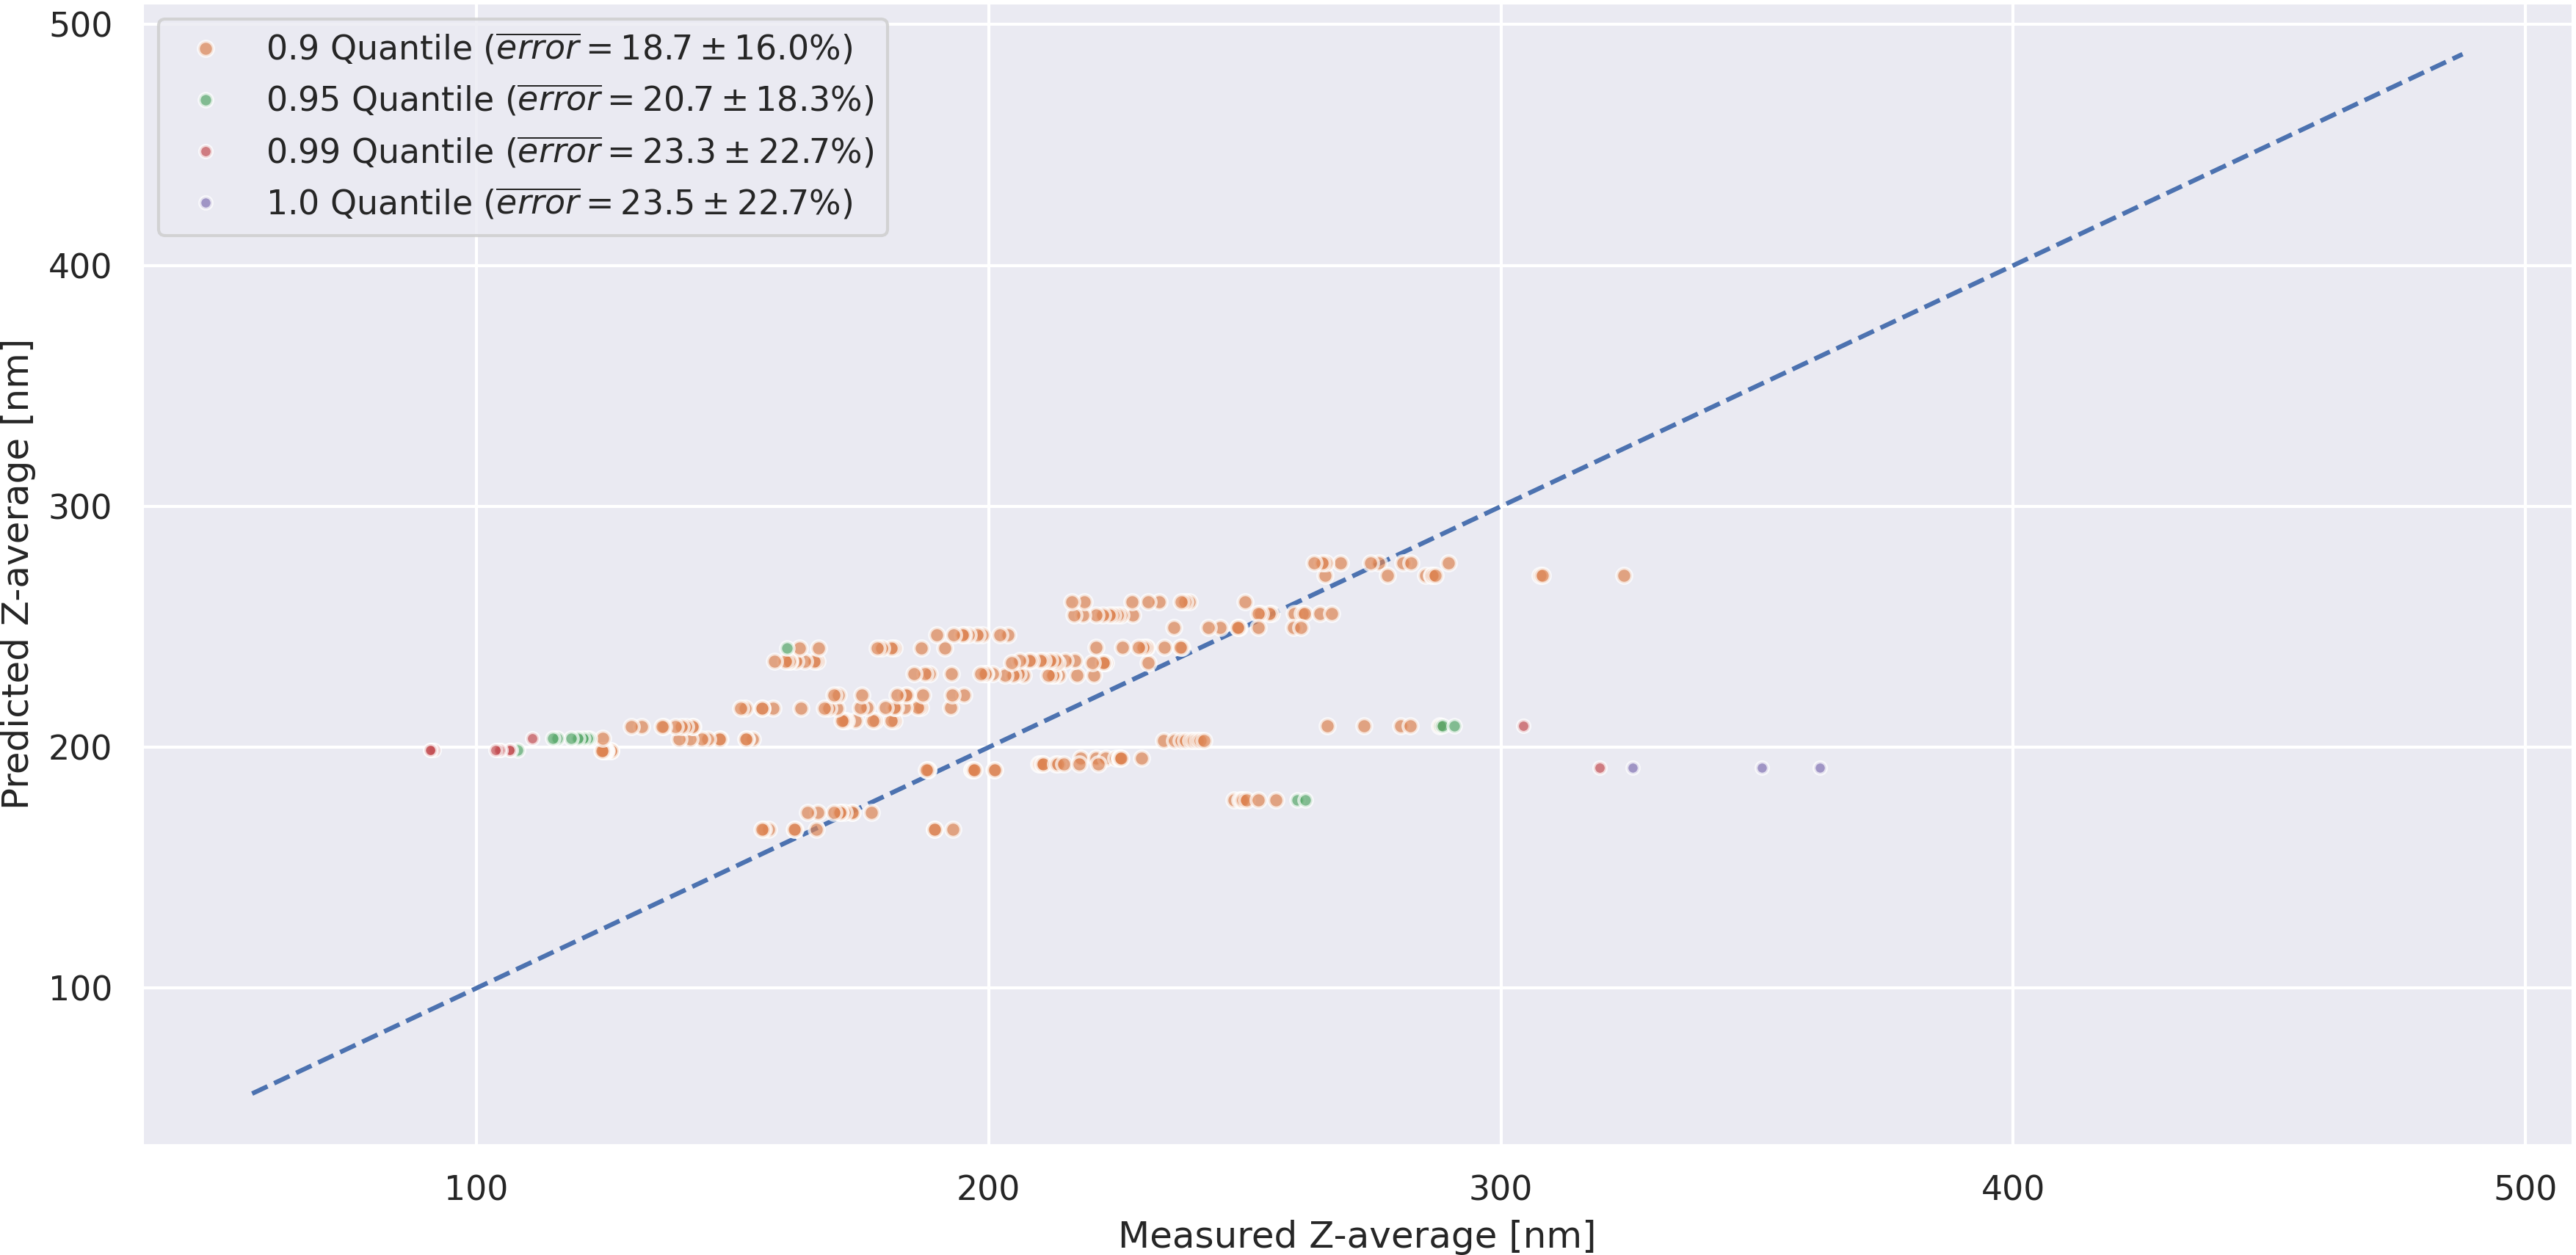 500
400
300
200
100
Predicted Z-average [nm]
0.9 Quantile (error = 18.7 ± 16.0%)
0.95 Quantile (error = 20.7 ± 18.3%)
0.99 Quantile (error = 23.3 ± 22.7%)
1.0 Quantile (error = 23.5 ± 22.7%)
100 200 300 400 500
Measured Z-average [nm]